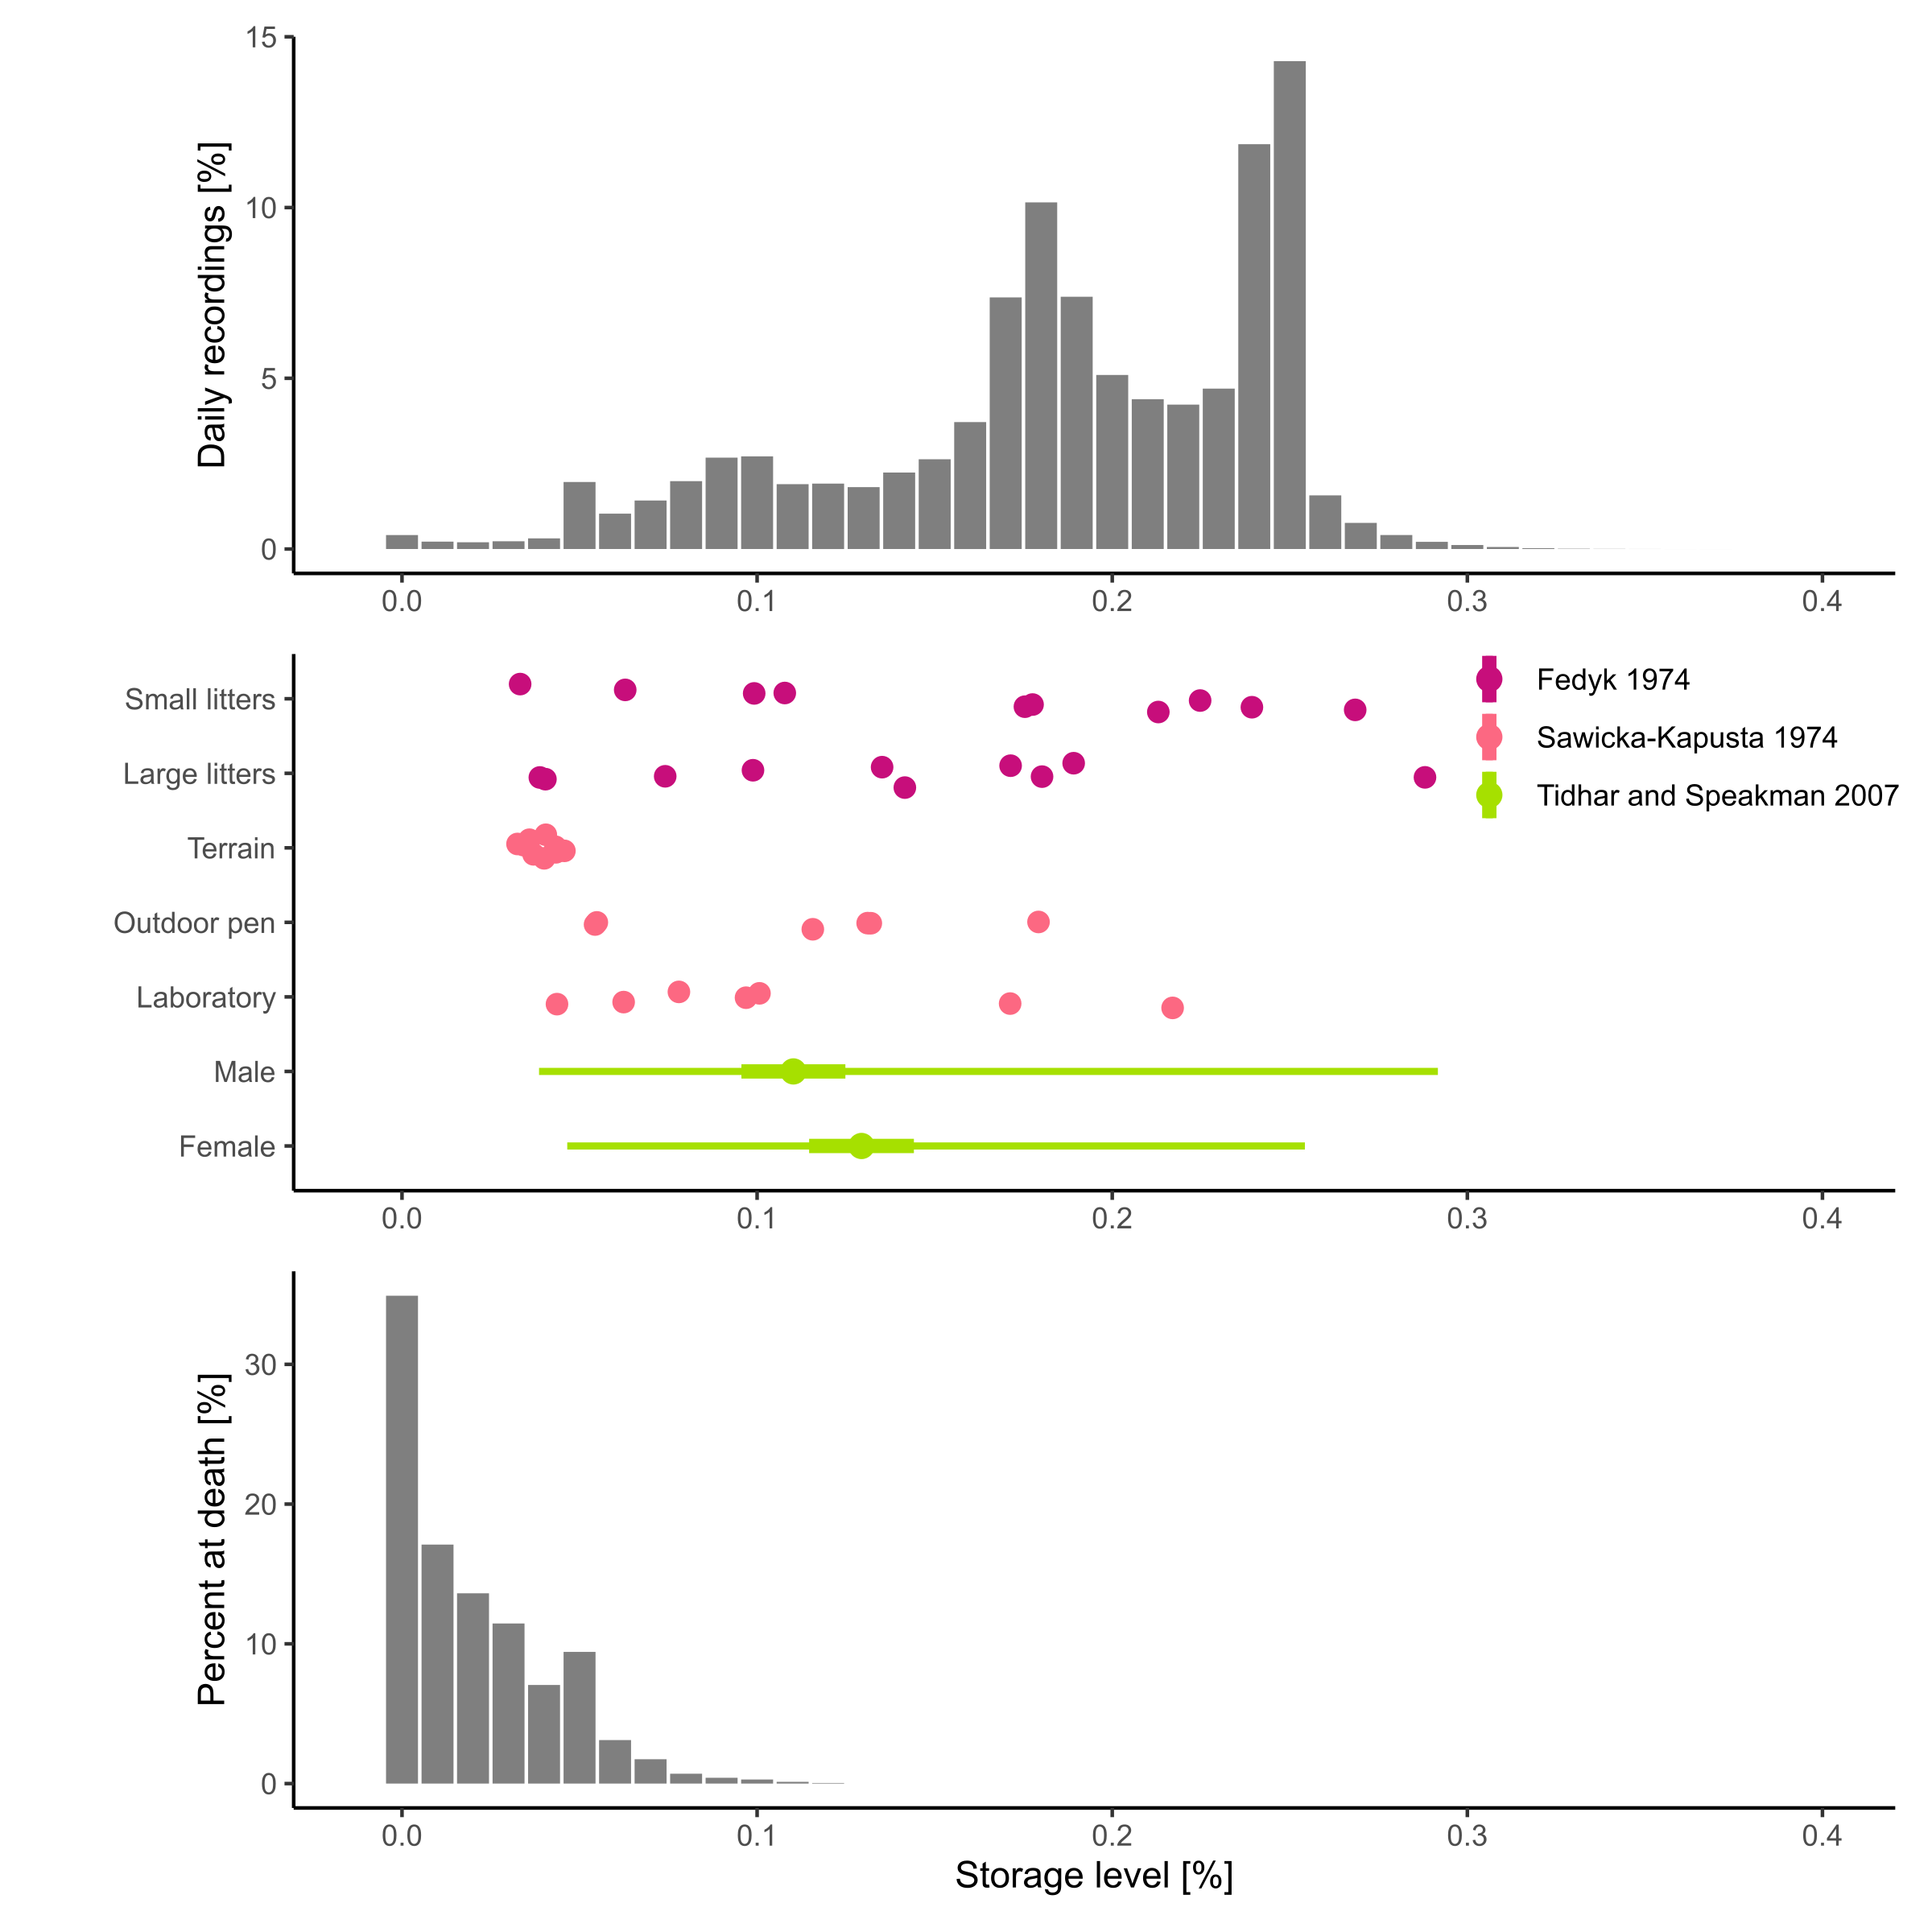 Daily recordings [%]
15
10
5
0
0.0 0.1 0.2 0.3 0.4
Small litters
Large litters
Terrain
Outdoor pen
Laboratory
Male
Female
Fedyk 1974
Sawicka-Kapusta 1974
Tidhar and Speakman 2007
0.0 0.1 0.2 0.3 0.4
Percent at death [%]
30
20
10
0
0.0 0.1 0.2 0.3 0.4
Storage level [%]